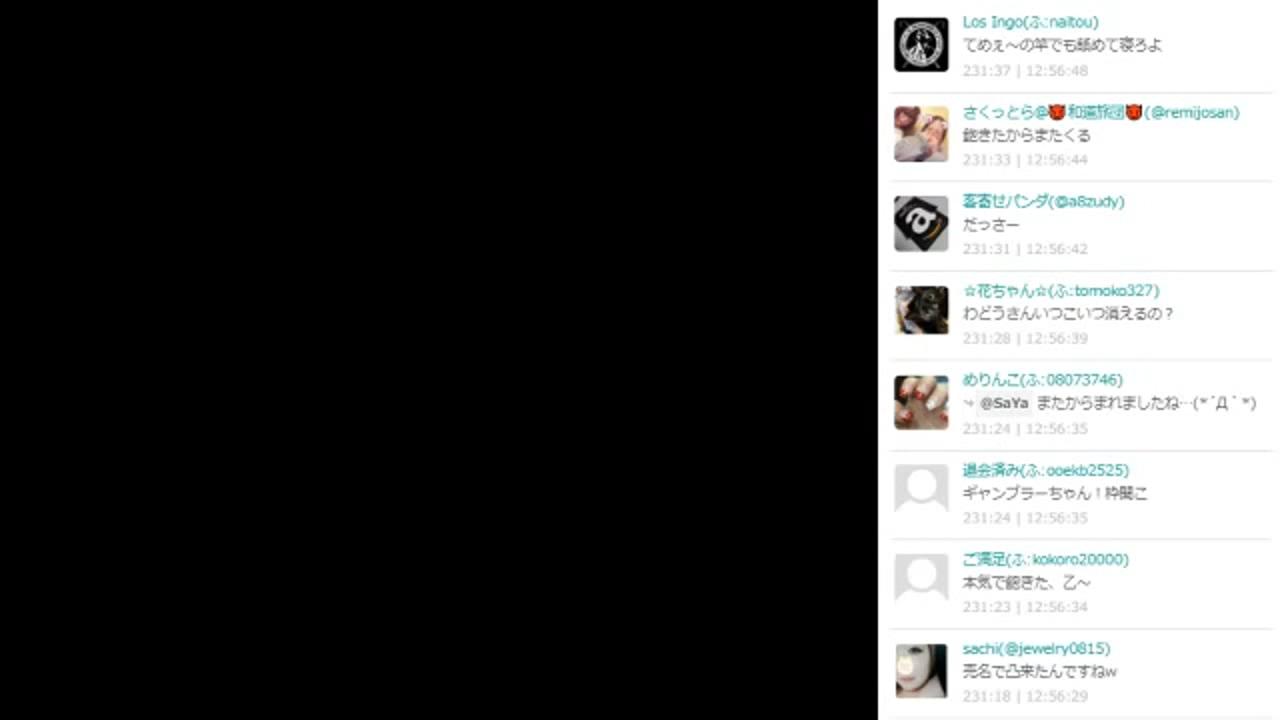 Los Ingo(ふ:naitou)
てめぇ～の竿でも舐めて寝ろよ
231:37 | 12:56:48
さくっとら@👹和道旅団👹(@remijosan)
飽きたからまたくる
231:33 | 12:56:44
客寄せパンダ(@a8zudy)
だっさー
231:31 | 12:56:42
☆花ちゃん☆(ふ:tomoko327)
わどうさんいつこいつ消えるの？
231:28 | 12:56:39
めりんこ(ふ:08073746)
↪ @SaYa またからまれましたね…(*´Д｀*)
231:24 | 12:56:35
退会済み(ふ:ooekb2525)
ギャンブラーちゃん！枠閉こ
231:24 | 12:56:35
ご満足(ふ:kokoro20000)
本気で飽きた、乙～
231:23 | 12:56:34
sachi(@jewelry0815)
売名で凸来たんですねw
231:18 | 12:56:29